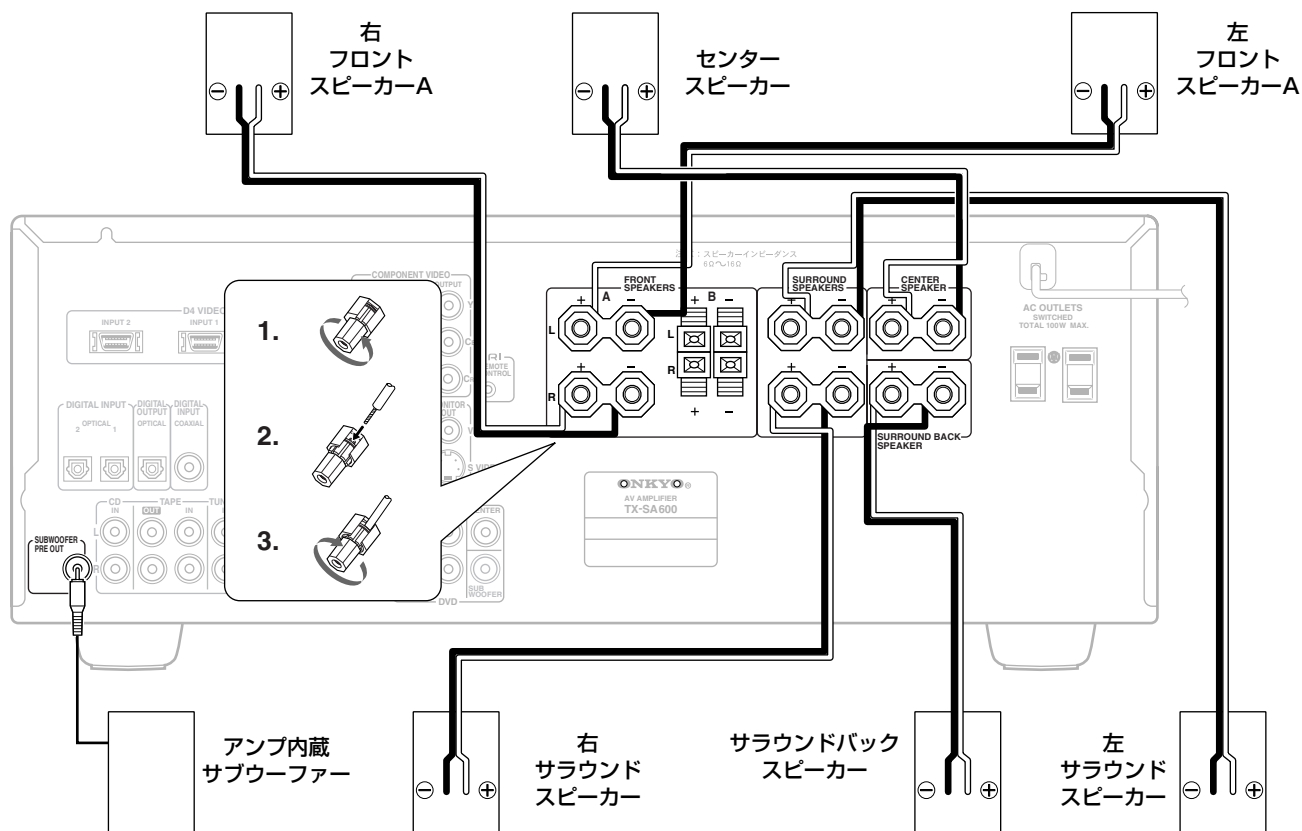 右
フロント
スピーカーA
センター
スピーカー
左
フロント
スピーカーA
：スピーカーインピーダンス
6Ω〜16Ω
COMPONENT VIDEO
D4 VIDEO
INPUT 2
INPUT 1
FRONT
SPEAKERS
A
B
+
−
+
−
L
R
L
R
+
−
SURROUND
SPEAKERS
+
−
+
−
CENTER
SPEAKER
+
−
+
−
SURROUND BACK
SPEAKER
AC OUTLETS
SWITCHED
TOTAL 100W MAX.
1.
2.
3.
DIGITAL INPUT
OPTICAL
2
1
DIGITAL
OUTPUT
OPTICAL
DIGITAL
INPUT
COAXIAL
CD
IN
TAPE
OUT
IN
L
R
SUBWOOFER
PRE OUT
S VIDEO
SUB
WOOFER
DVD
ONKYO®
AV AMPLIFIER
TX-SA600
アンプ内蔵
サブウーファー
右
サラウンド
スピーカー
サラウンドバック
スピーカー
左
サラウンド
スピーカー